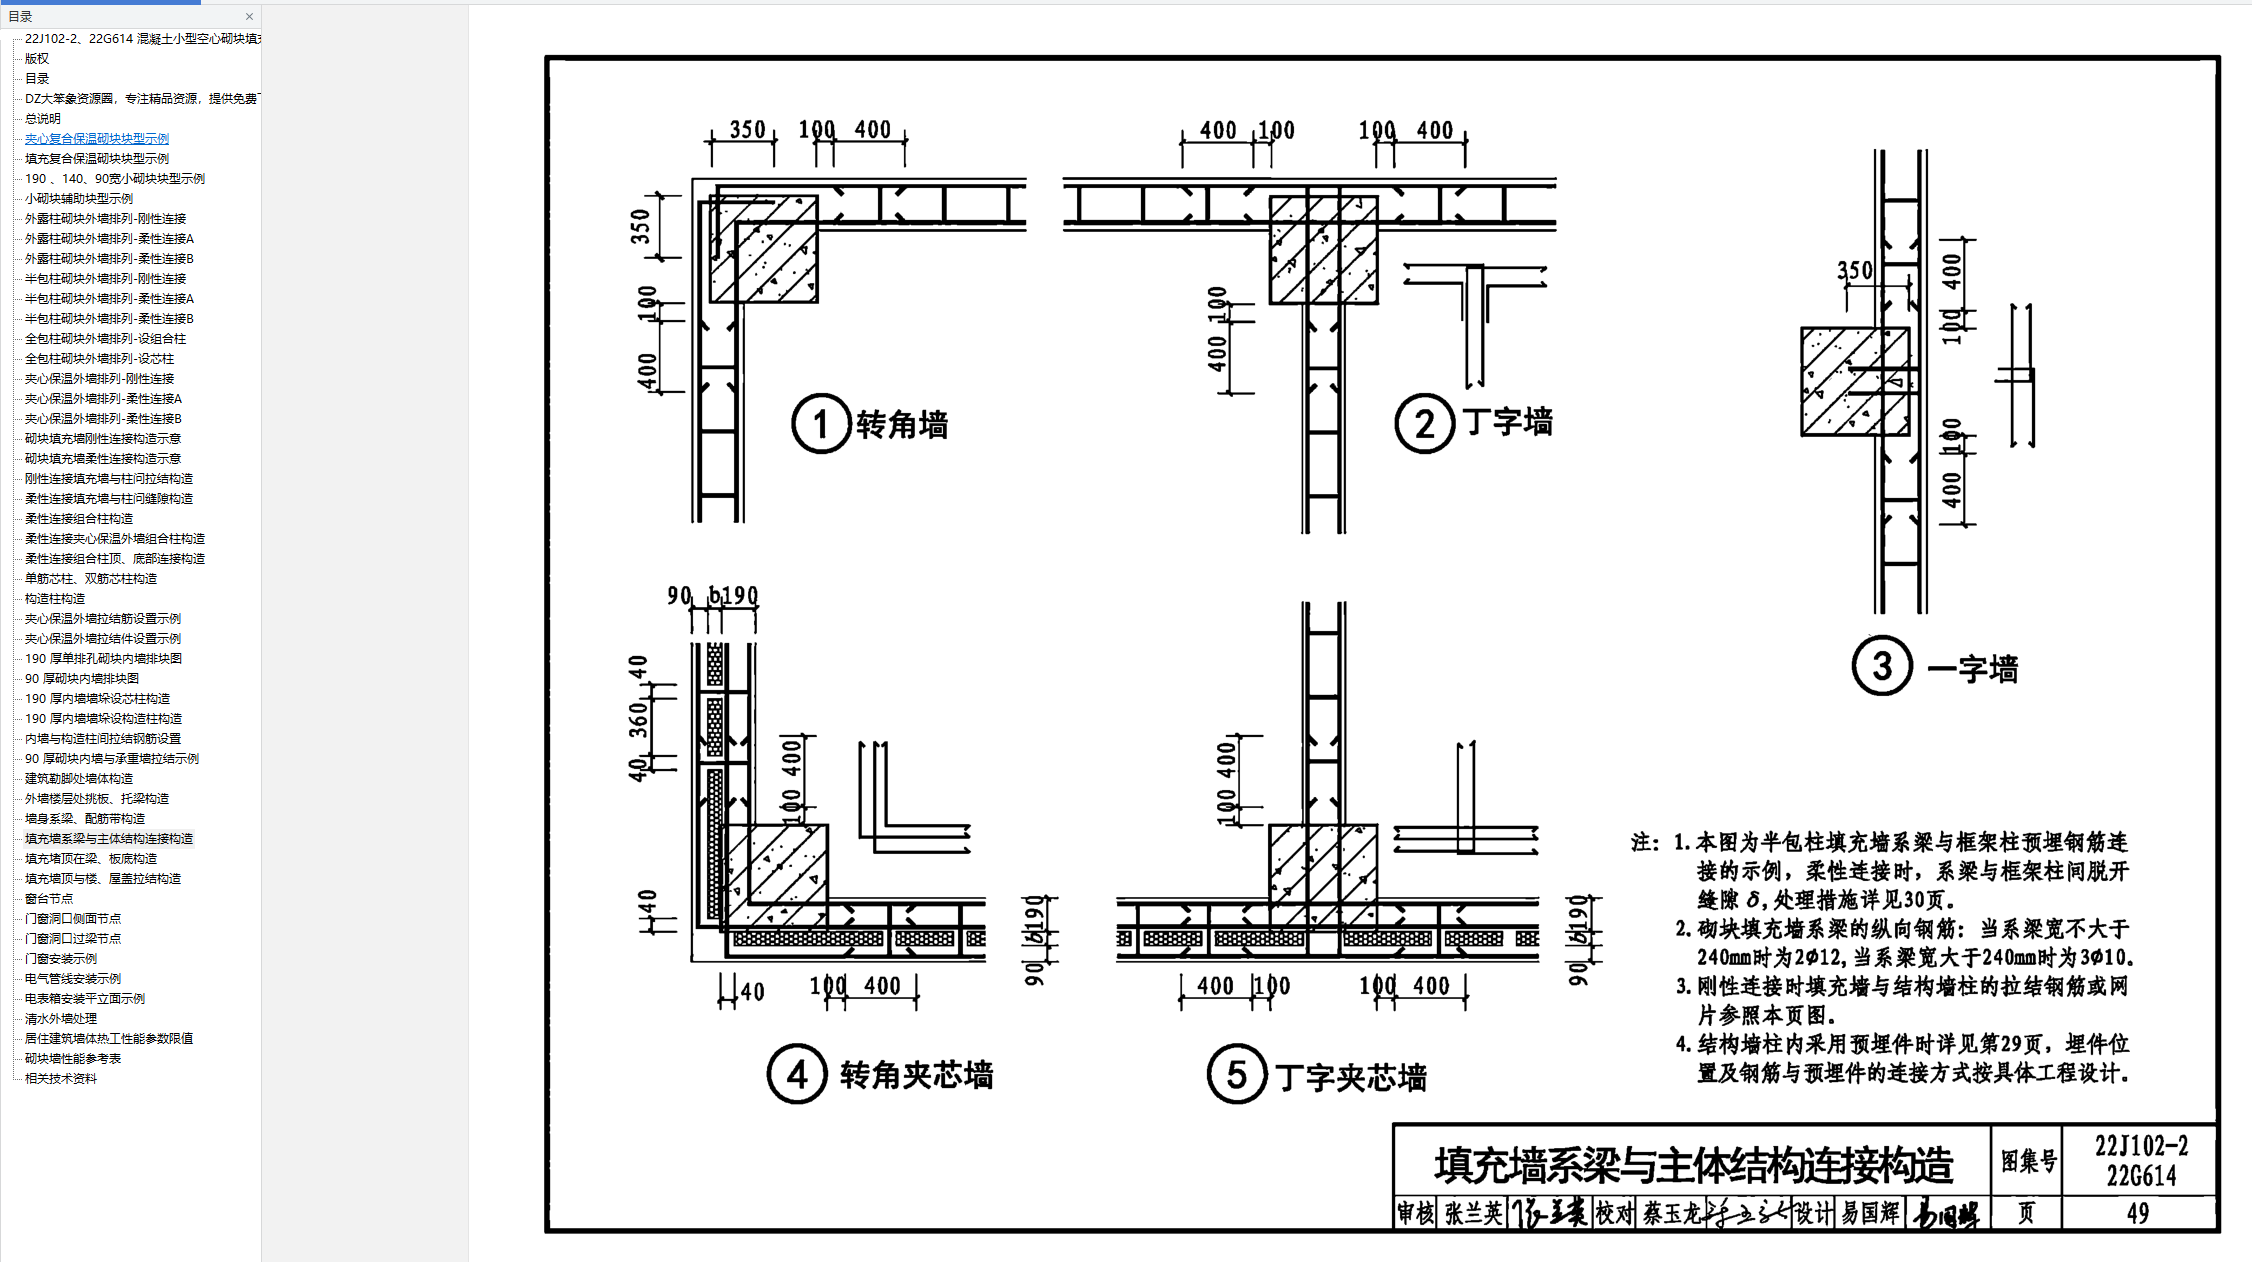 目录
22J102-2、22G614 混凝土小型空心砌块填充
版权
目录
DZ大笨象资源圈，专注精品资源，提供免费下
总说明
夹心复合保温砌块块型示例
填充复合保温砌块块型示例
190 、140、90宽小砌块块型示例
小砌块辅助块型示例
外露柱砌块外墙排列-刚性连接
外露柱砌块外墙排列-柔性连接A
外露柱砌块外墙排列-柔性连接B
半包柱砌块外墙排列-刚性连接
半包柱砌块外墙排列-柔性连接A
半包柱砌块外墙排列-柔性连接B
全包柱砌块外墙排列-设组合柱
全包柱砌块外墙排列-设芯柱
夹心保温外墙排列-刚性连接
夹心保温外墙排列-柔性连接A
夹心保温外墙排列-柔性连接B
砌块填充墙刚性连接构造示意
砌块填充墙柔性连接构造示意
刚性连接填充墙与柱问拉结构造
柔性连接填充墙与柱问缝隙构造
柔性连接组合柱构造
柔性连接夹心保温外墙组合柱构造
柔性连接组合柱顶、底部连接构造
单筋芯柱、双筋芯柱构造
构造柱构造
夹心保温外墙拉结筋设置示例
夹心保温外墙拉结件设置示例
190 厚单排孔砌块内墙排块图
90 厚砌块内墙排块图
190 厚内墙墙垛设芯柱构造
190 厚内墙墙垛设构造柱构造
内墙与构造柱间拉结钢筋设置
90 厚砌块内墙与承重墙拉结示例
建筑勒脚处墙体构造
外墙楼层处挑板、托梁构造
墙身系梁、配筋带构造
填充墙系梁与主体结构连接构造
填充堵顶在梁、板底构造
填充墙顶与楼、屋盖拉结构造
窗台节点
门窗洞口侧面节点
门窗洞口过梁节点
门窗安装示例
电气管线安装示例
电表箱安装平立面示例
清水外墙处理
居住建筑墙体热工性能参数限值
砌块墙性能参考表
相关技术资料
350 100 400
350
100
400
1 转角墙
400 100 100 400
100
400
2 丁字墙
350
400
100
100
400
3 一字墙
90 b 190
40
360
40
400
100
40
190
b
90
40 100 400
4 转角夹芯墙
400
100
190
b
90
400 100 100 400
5 丁字夹芯墙
注：1.本图为半包柱填充墙系梁与框架柱预埋钢筋连
接的示例，柔性连接时，系梁与框架柱间脱开
缝隙δ,处理措施详见30页。
2.砌块填充墙系梁的纵向钢筋：当系梁宽不大于
240mm时为2φ12,当系梁宽大于240mm时为3φ10。
3.刚性连接时填充墙与结构墙柱的拉结钢筋或网
片参照本页图。
4.结构墙柱内采用预埋件时详见第29页，埋件位
置及钢筋与预埋件的连接方式按具体工程设计。
填充墙系梁与主体结构连接构造 图集号 22J102-2
22G614
审核 张兰英 张兰英 校对 蔡玉龙 设计 易国辉 易国辉 页 49